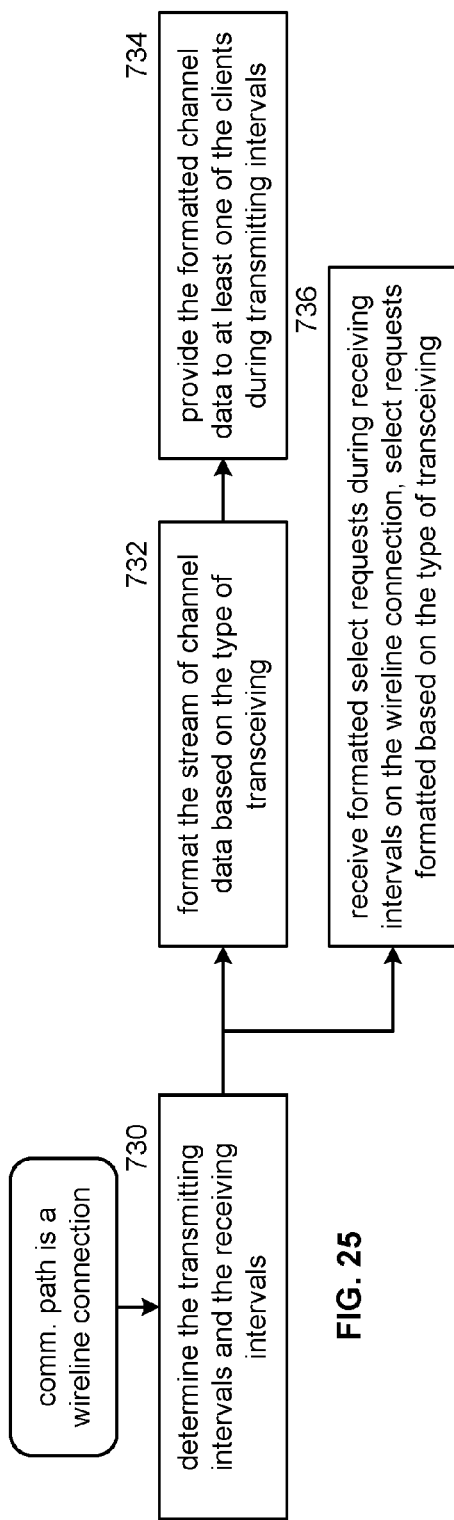 comm. path is a
wireline connection
730
determine the transmitting
intervals and the receiving
intervals
732
format the stream of channel
data based on the type of
transceiving
734
provide the formatted channel
data to at least one of the clients
during transmitting intervals
736
receive formatted select requests during receiving
intervals on the wireline connection, select requests
formatted based on the type of transceiving
FIG. 25